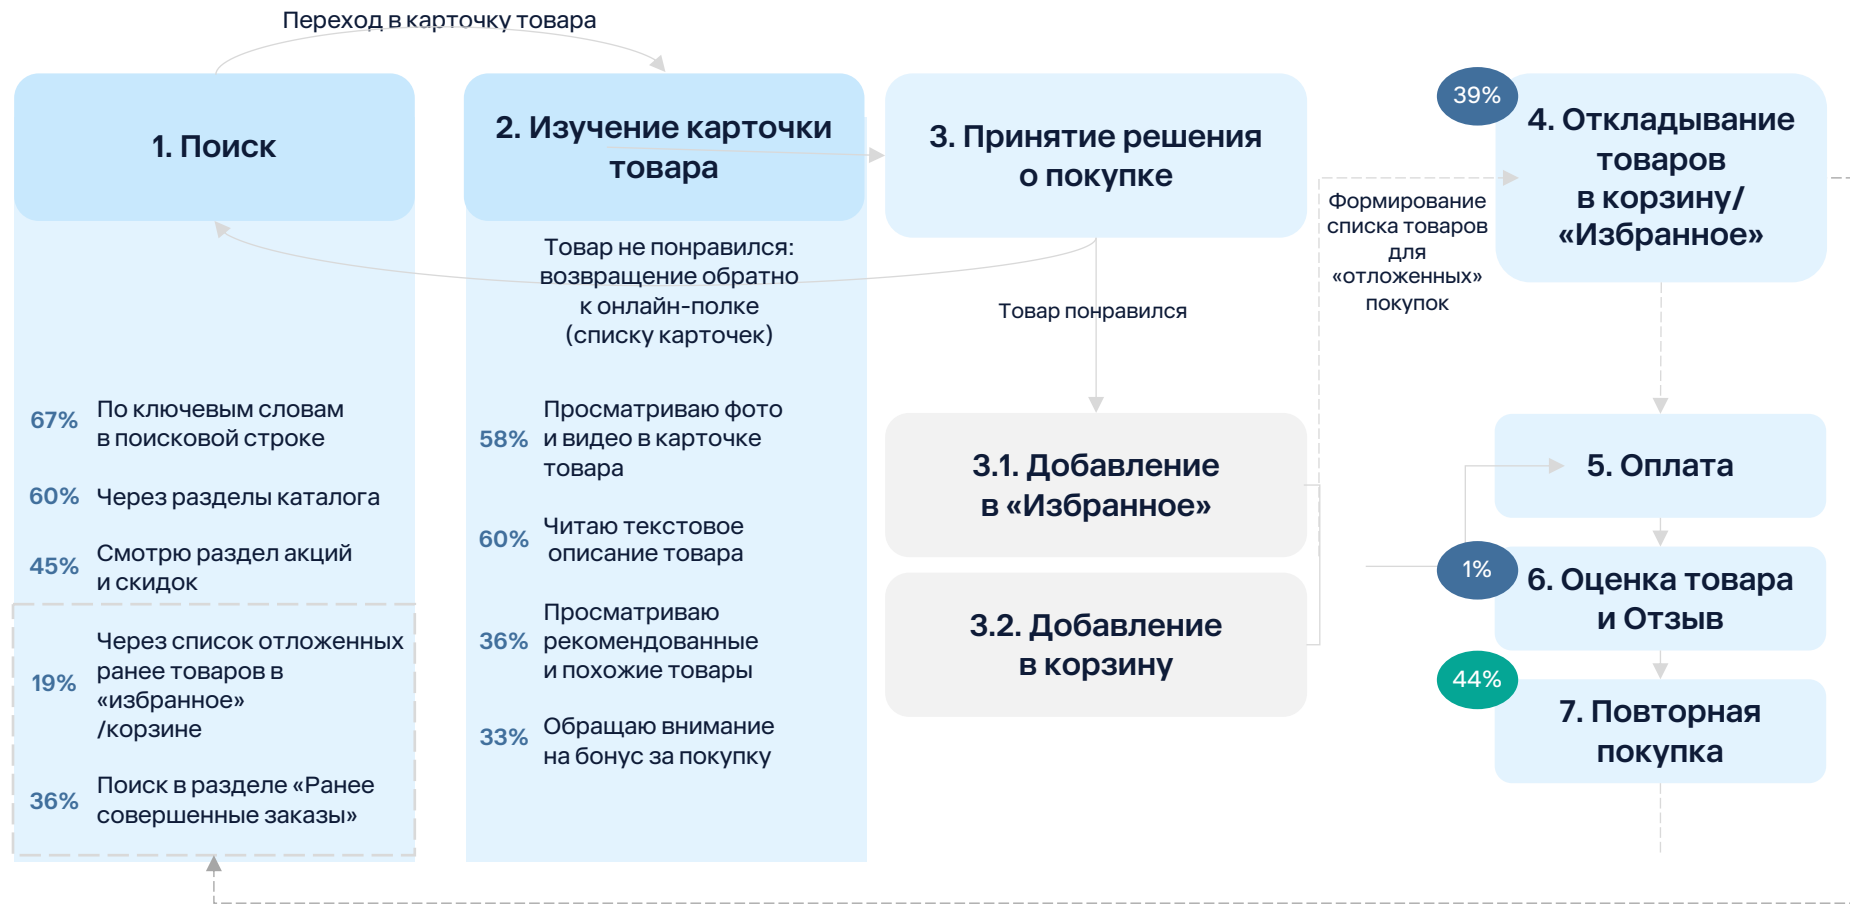 Переход в карточку товара
1. Поиск
2. Изучение карточки
товара
3. Принятие решения
о покупке
39%
4. Откладывание
товаров
в корзину/
«Избранное»
Формирование
списка товаров
для
«отложенных»
покупок
Товар не понравился:
возвращение обратно
к онлайн-полке
(списку карточек)
Товар понравился
67%
По ключевым словам
в поисковой строке
60%
Через разделы каталога
45%
Смотрю раздел акций
и скидок
19%
Через список отложенных
ранее товаров в
«избранное»
/корзине
36%
Поиск в разделе «Ранее
совершенные заказы»
58%
Просматриваю фото
и видео в карточке
товара
60%
Читаю текстовое
описание товара
36%
Просматриваю
рекомендованные
и похожие товары
33%
Обращаю внимание
на бонус за покупку
3.1. Добавление
в «Избранное»
3.2. Добавление
в корзину
5. Оплата
1%
6. Оценка товара
и Отзыв
44%
7. Повторная
покупка